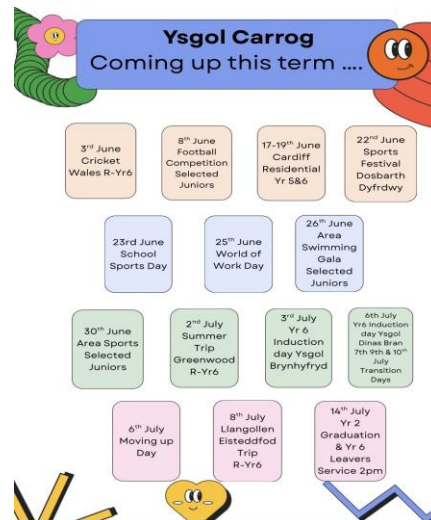 Ysgol Carrog
Coming up this term ....
3rd June
Cricket
Wales R-Yr6
8th June
Football
Competition
Selected
Juniors
17-19th June
Cardiff
Residential
Yr 5&6
22nd June
Sports
Festival
Dosbarth
Dyfrdwy
23rd June
School
Sports Day
25th June
World of
Work Day
26th June
Area
Swimming
Gala
Selected
Juniors
30th June
Area Sports
Selected
Juniors
2nd July
Summer
Trip
Greenwood
R-Yr6
3rd July
Yr 6
Induction
day Ysgol
Brynhyfryd
6th July
Yr6 Induction
day Ysgol
Dinas Bran
7th 9th & 10th
July
Transition
Days
6th July
Moving up
Day
8th July
Llangollen
Eisteddfod
Trip
R-Yr6
14th July
Yr 2
Graduation
& Yr 6
Leavers
Service 2pm